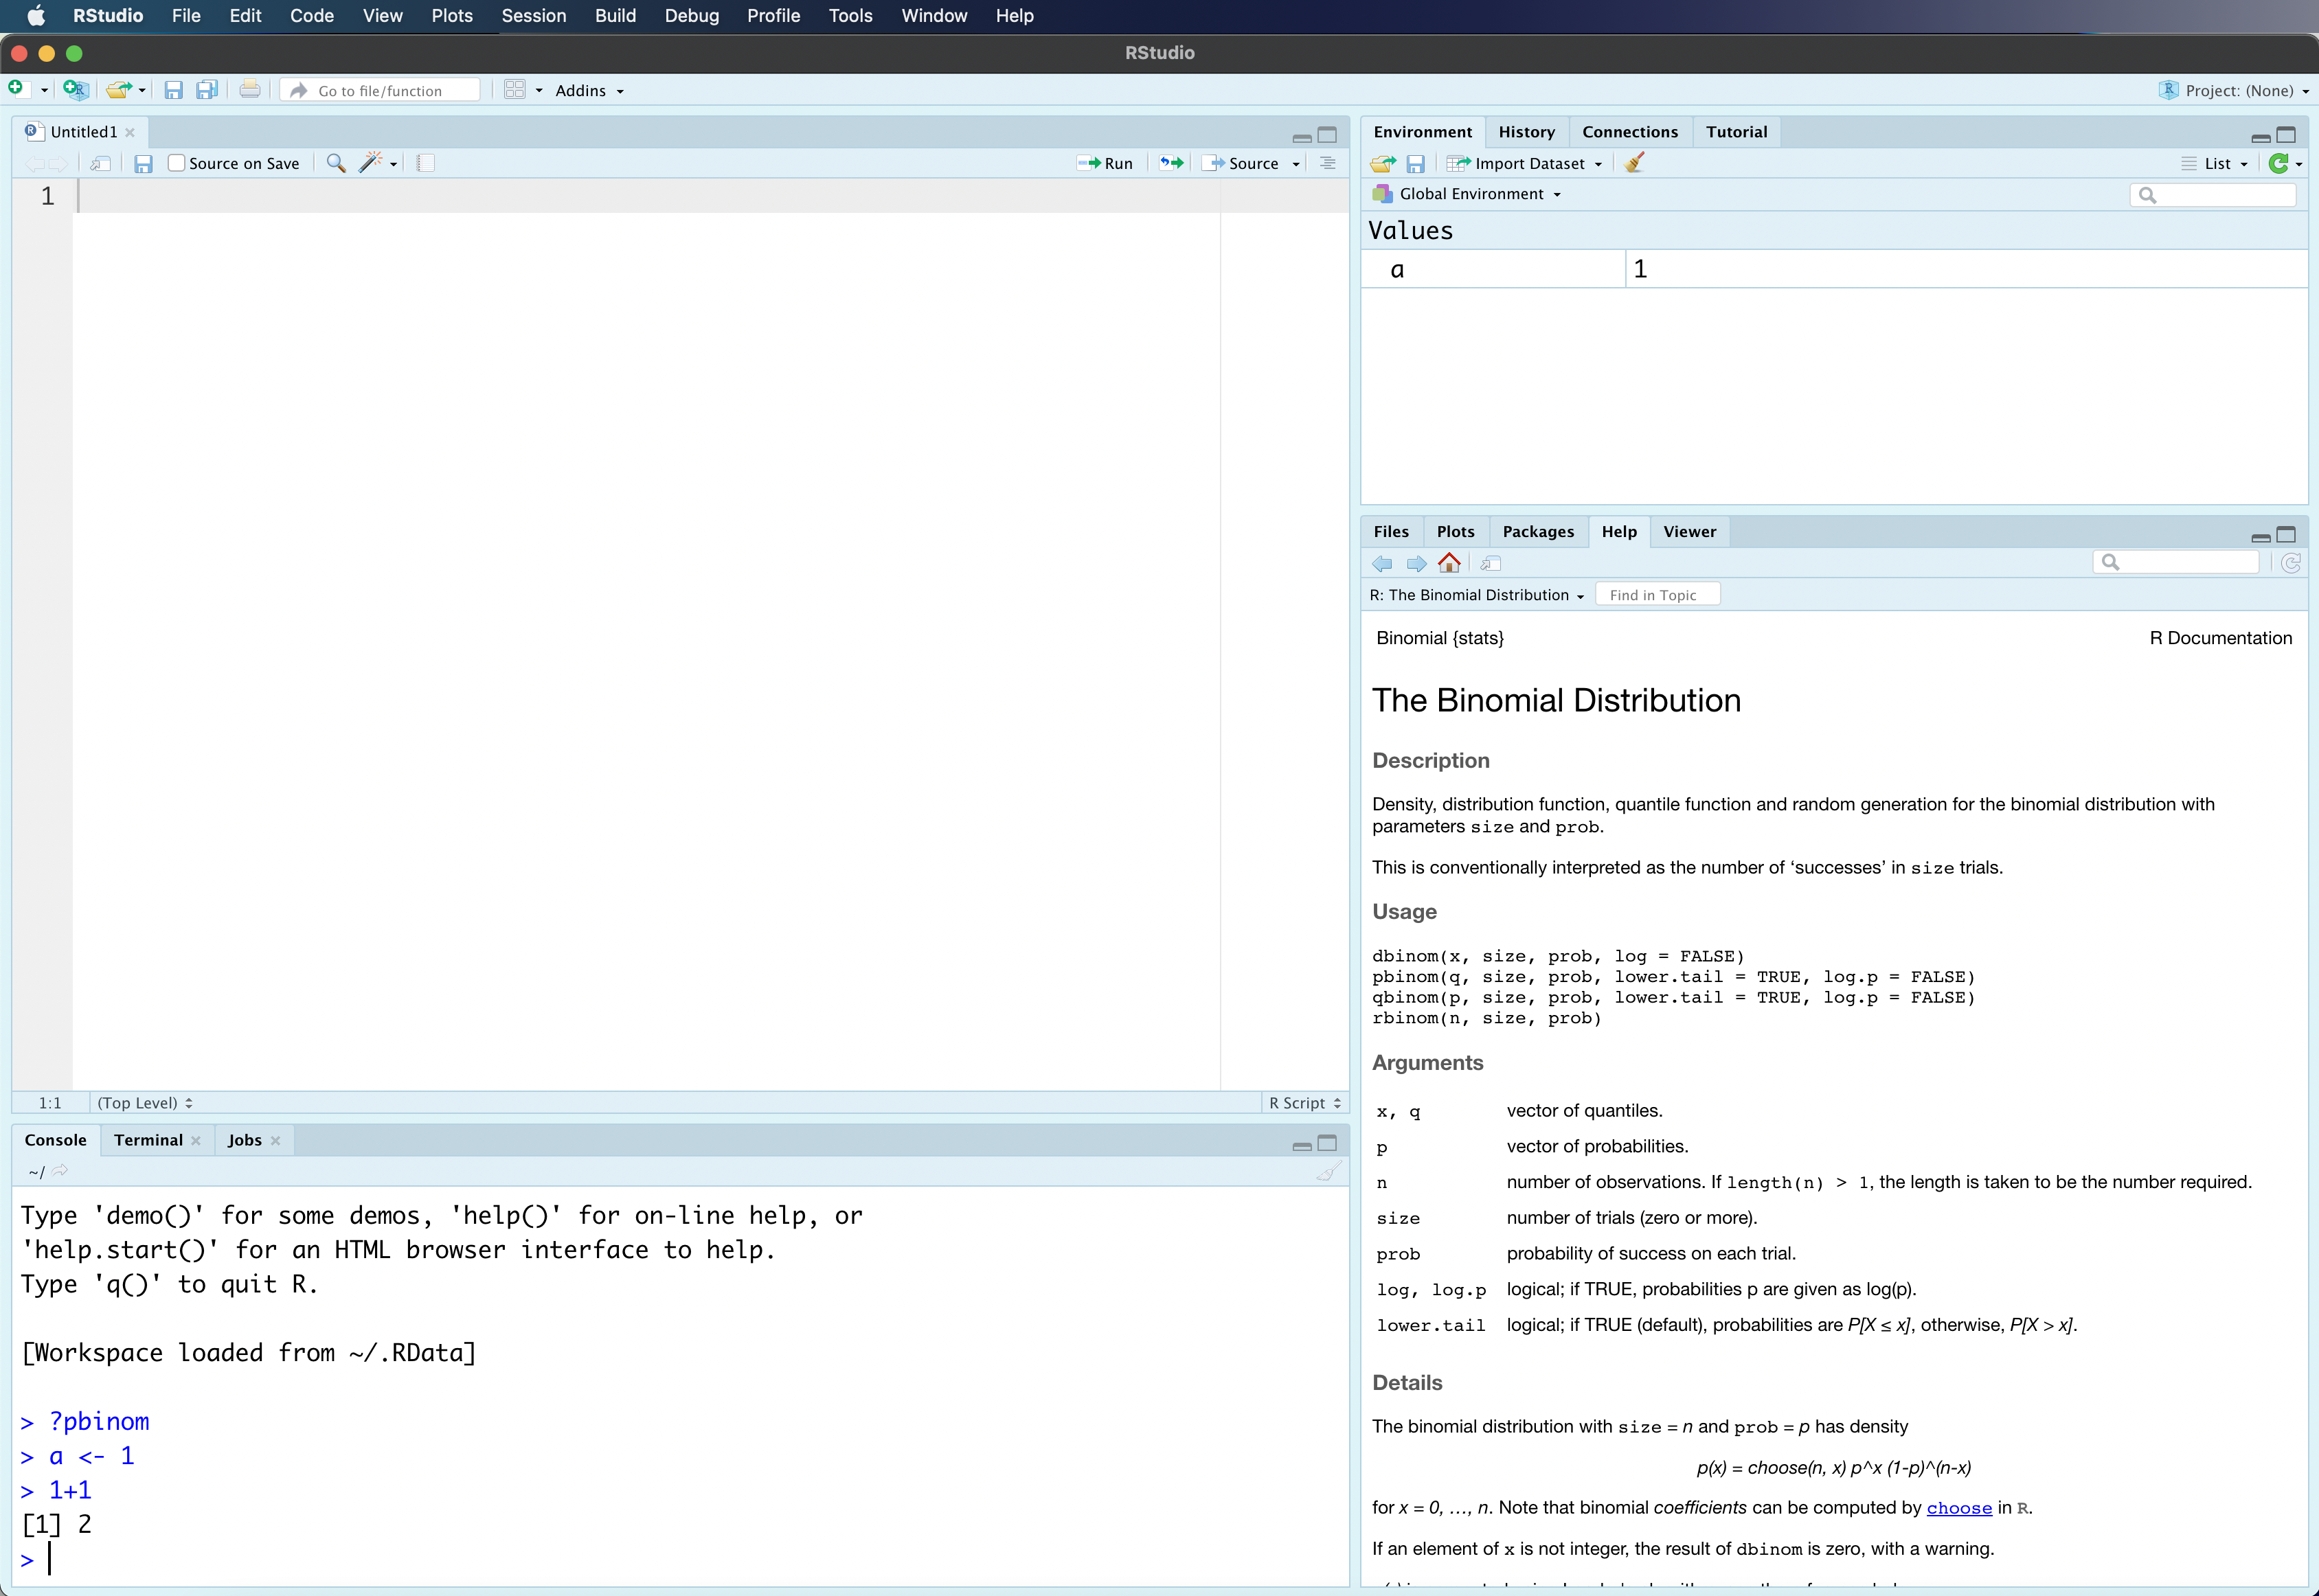 RStudio File Edit Code View Plots Session Build Debug Profile Tools Window Help
RStudio
Go to file/function Addins Project: (None)
Untitled1
Source on Save Run Source
1
1:1 (Top Level) R Script
Console Terminal Jobs
~/
Type 'demo()' for some demos, 'help()' for on-line help, or
'help.start()' for an HTML browser interface to help.
Type 'q()' to quit R.
[Workspace loaded from ~/.RData]
> ?pbinom
> a <- 1
> 1+1
[1] 2
>
Environment History Connections Tutorial
Import Dataset List
Global Environment
Values
a 1
Files Plots Packages Help Viewer
R: The Binomial Distribution Find in Topic
Binomial {stats} R Documentation
The Binomial Distribution
Description
Density, distribution function, quantile function and random generation for the binomial distribution with
parameters size and prob.
This is conventionally interpreted as the number of ‘successes’ in size trials.
Usage
dbinom(x, size, prob, log = FALSE)
pbinom(q, size, prob, lower.tail = TRUE, log.p = FALSE)
qbinom(p, size, prob, lower.tail = TRUE, log.p = FALSE)
rbinom(n, size, prob)
Arguments
x, q vector of quantiles.
p vector of probabilities.
n number of observations. If length(n) > 1, the length is taken to be the number required.
size number of trials (zero or more).
prob probability of success on each trial.
log, log.p logical; if TRUE, probabilities p are given as log(p).
lower.tail logical; if TRUE (default), probabilities are P[X ≤ x], otherwise, P[X > x].
Details
The binomial distribution with size = n and prob = p has density
p(x) = choose(n, x) p^x (1-p)^(n-x)
for x = 0, …, n. Note that binomial coefficients can be computed by choose in R.
If an element of x is not integer, the result of dbinom is zero, with a warning.